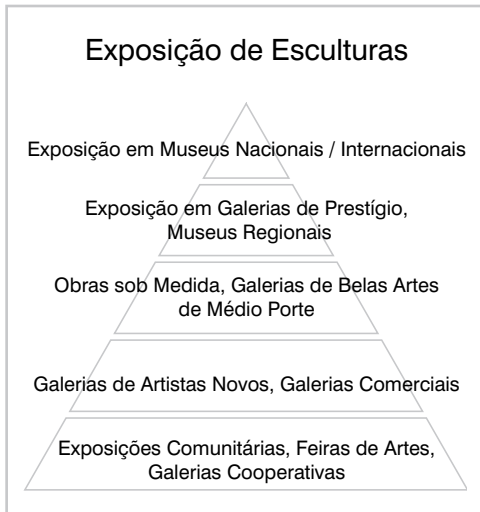 Exposição de Esculturas
Exposição em Museus Nacionais / Internacionais
Exposição em Galerias de Prestígio,
Museus Regionais
Obras sob Medida, Galerias de Belas Artes
de Médio Porte
Galerias de Artistas Novos, Galerias Comerciais
Exposições Comunitárias, Feiras de Artes,
Galerias Cooperativas